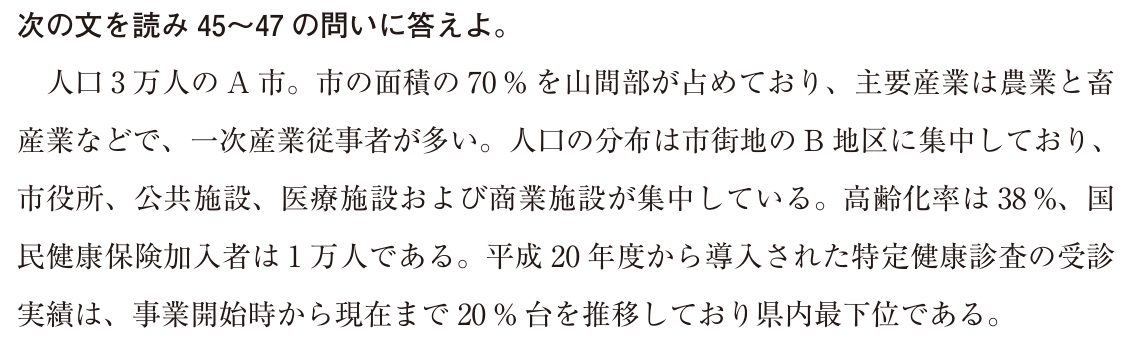 次の文を読み 45〜47 の問いに答えよ。
人口 3 万人の A 市。市の面積の 70 % を山間部が占めており、主要産業は農業と畜
産業などで、一次産業従事者が多い。人口の分布は市街地の B 地区に集中しており、
市役所、公共施設、医療施設および商業施設が集中している。高齢化率は 38 %、国
民健康保険加入者は 1 万人である。平成 20 年度から導入された特定健康診査の受診
実績は、事業開始時から現在まで 20 % 台を推移しており県内最下位である。